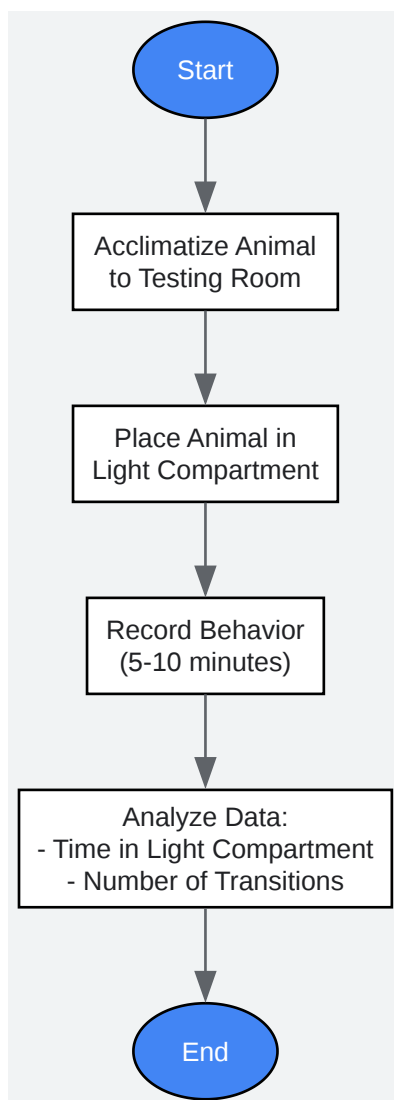 Start
Acclimatize Animal
to Testing Room
Place Animal in
Light Compartment
Record Behavior
(5-10 minutes)
Analyze Data:
- Time in Light Compartment
- Number of Transitions
End